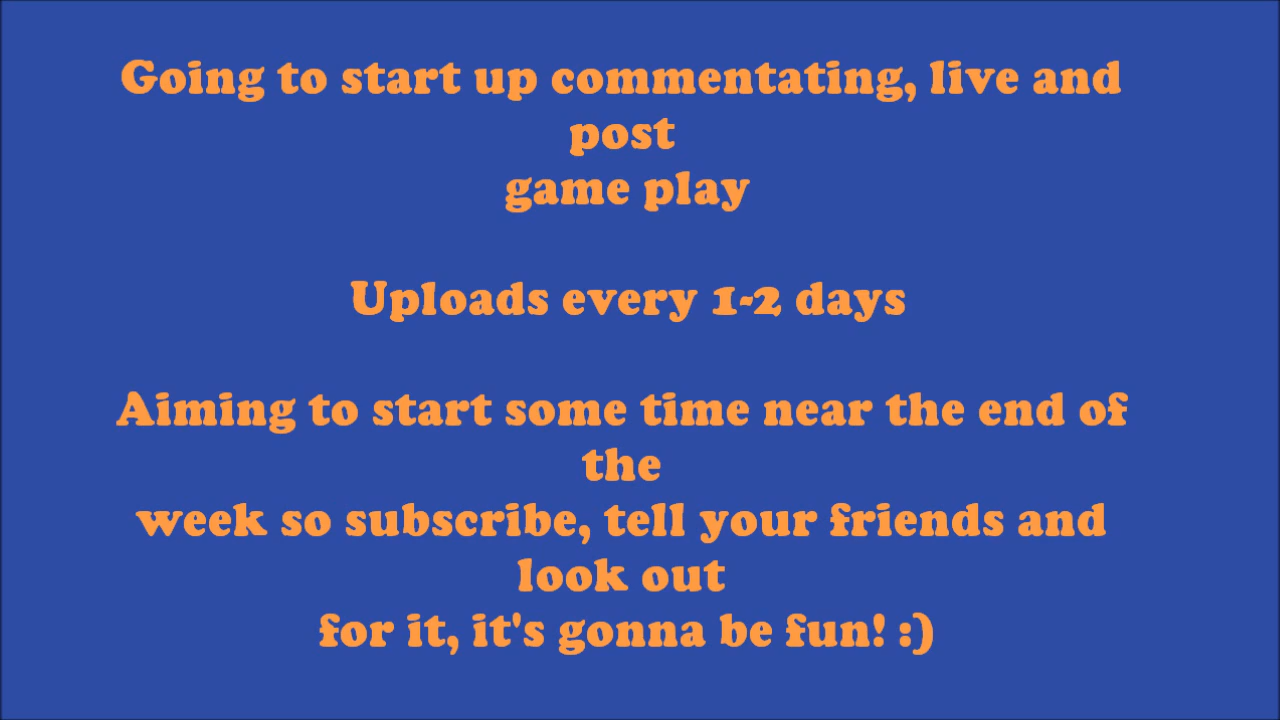 Going to start up commentating, live and
post
game play
Uploads every 1-2 days
Aiming to start some time near the end of
the
week so subscribe, tell your friends and
look out
for it, it's gonna be fun! :)